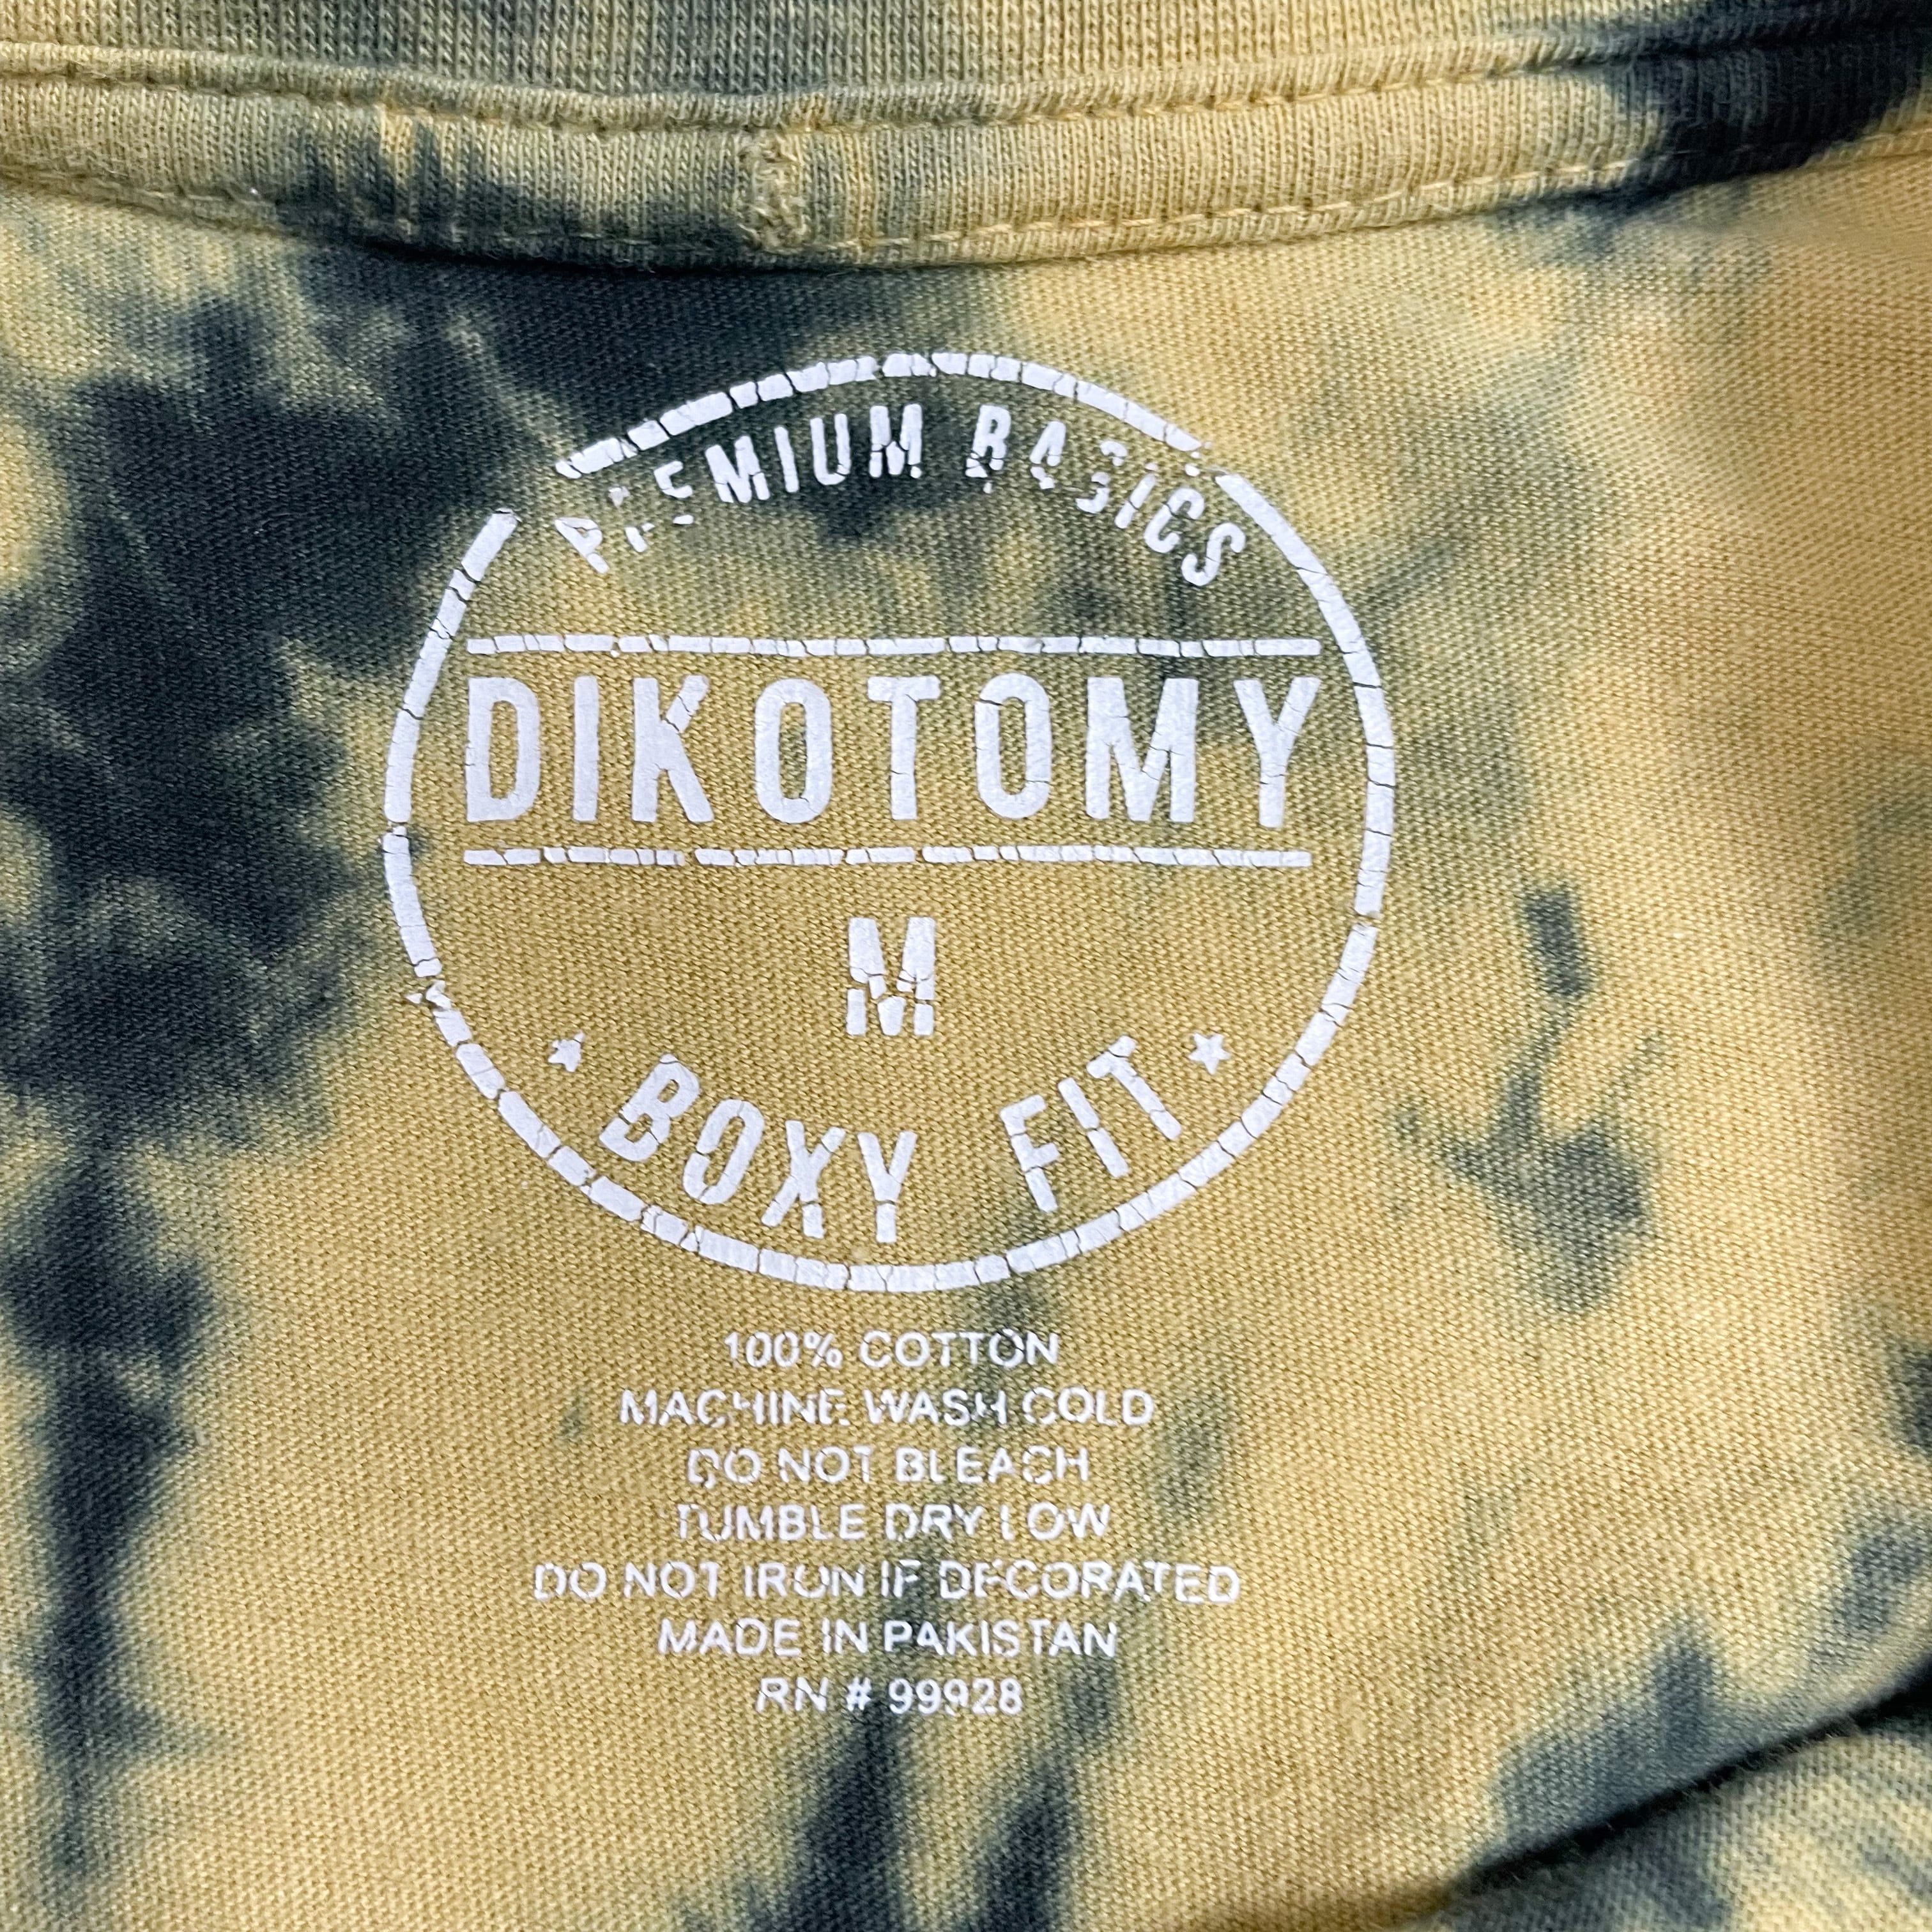 PREMIUM BASICS
DIKOTOMY
M
BOXY FIT
100% COTTON
MACHINE WASH COLD
DO NOT BLEACH
TUMBLE DRY LOW
DO NOT IRON IF DECORATED
MADE IN PAKISTAN
RN # 99928